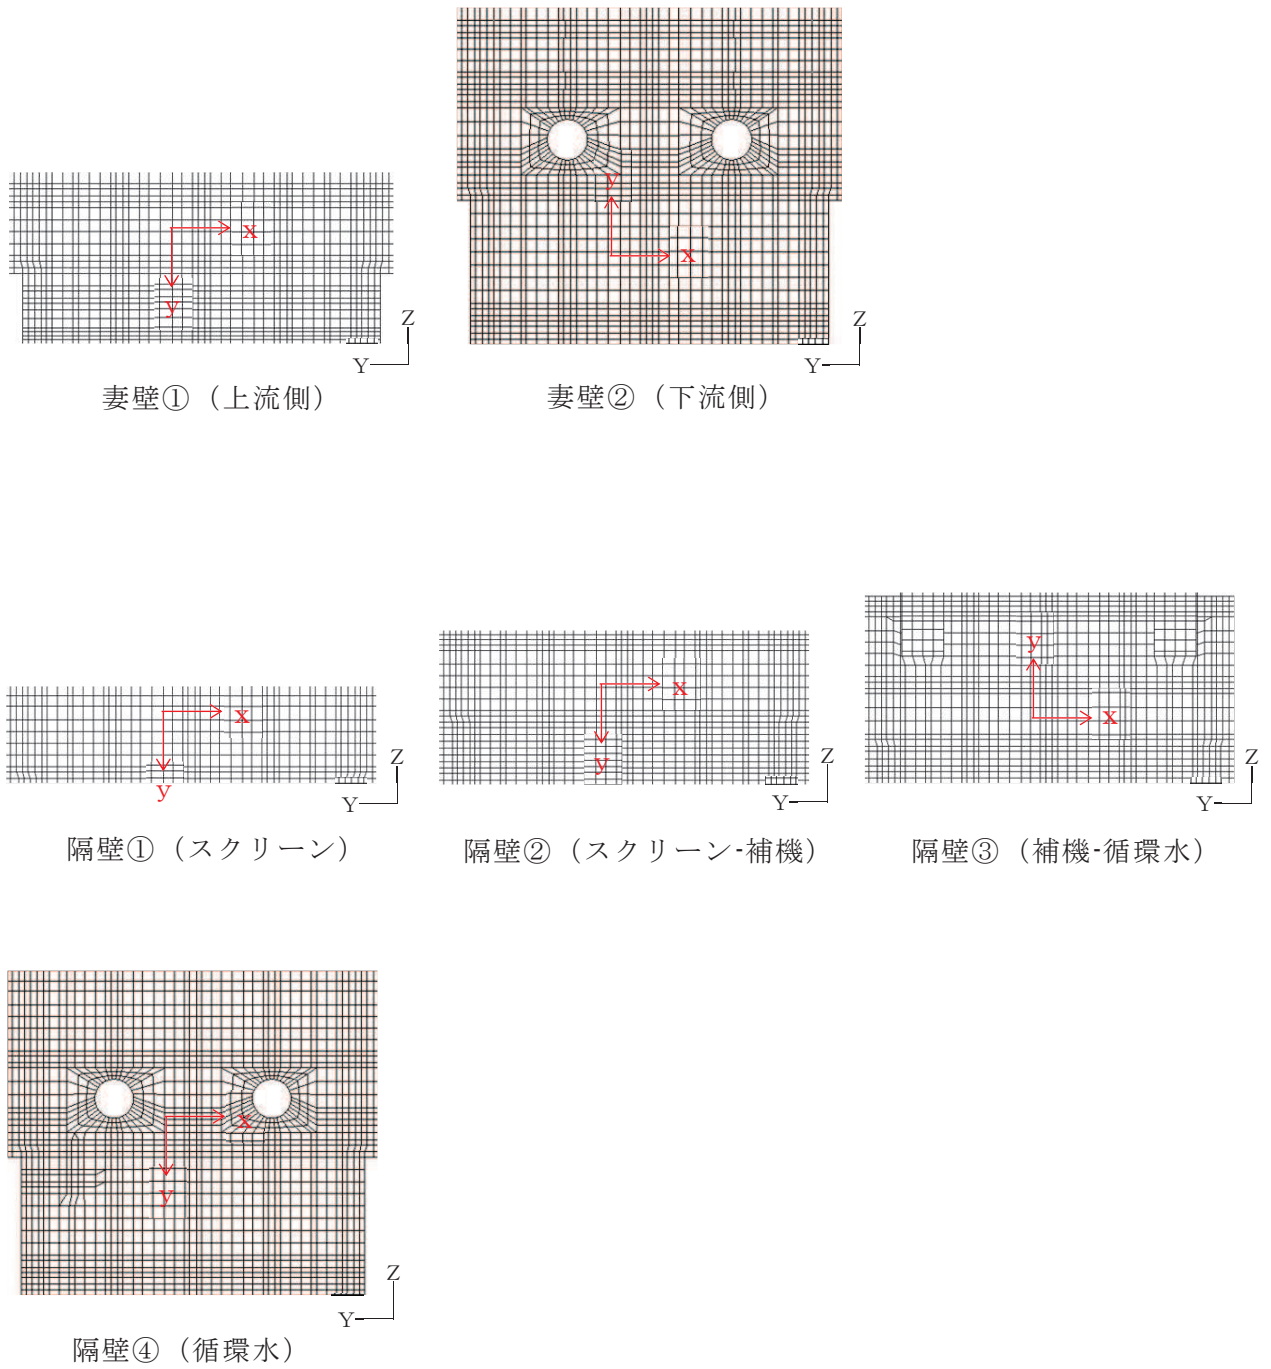 x
y
Z
Y
妻壁①（上流側）
y
x
Z
Y
妻壁②（下流側）
x
y
Z
Y
隔壁①（スクリーン）
x
y
Z
Y
隔壁②（スクリーン-補機）
y
x
Z
Y
隔壁③（補機-循環水）
x
y
Z
Y
隔壁④（循環水）